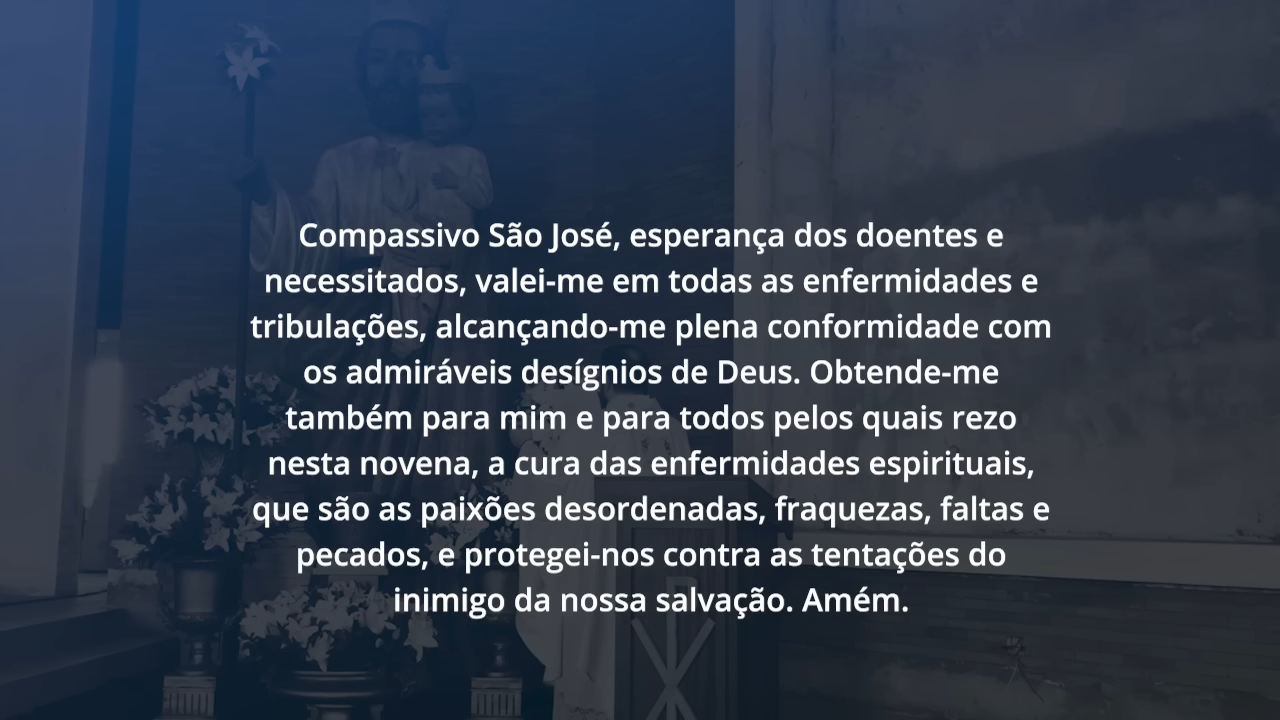 Compassivo São José, esperança dos doentes e
necessitados, valei-me em todas as enfermidades e
tribulações, alcançando-me plena conformidade com
os admiráveis desígnios de Deus. Obtende-me
também para mim e para todos pelos quais rezo
nesta novena, a cura das enfermidades espirituais,
que são as paixões desordenadas, fraquezas, faltas e
pecados, e protegei-nos contra as tentações do
inimigo da nossa salvação. Amém.